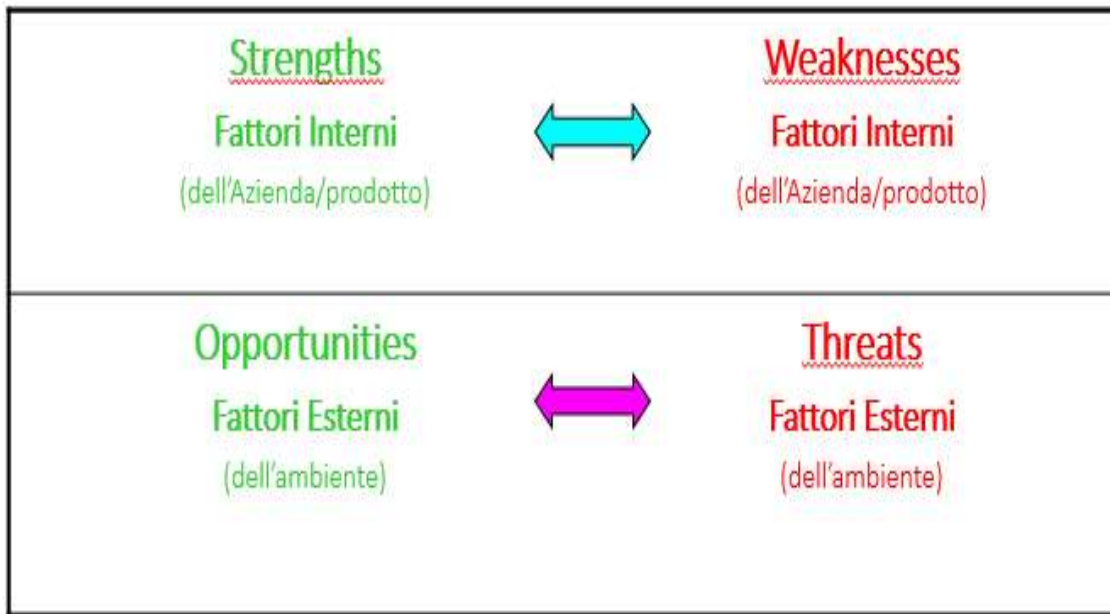 Strengths
Weaknesses
Fattori Interni
Fattori Interni
(dell'Azienda/prodotto)
(dell'Azienda/prodotto)
Opportunities
Threats
Fattori Esterni
Fattori Esterni
(dell'ambiente)
(dell'ambiente)